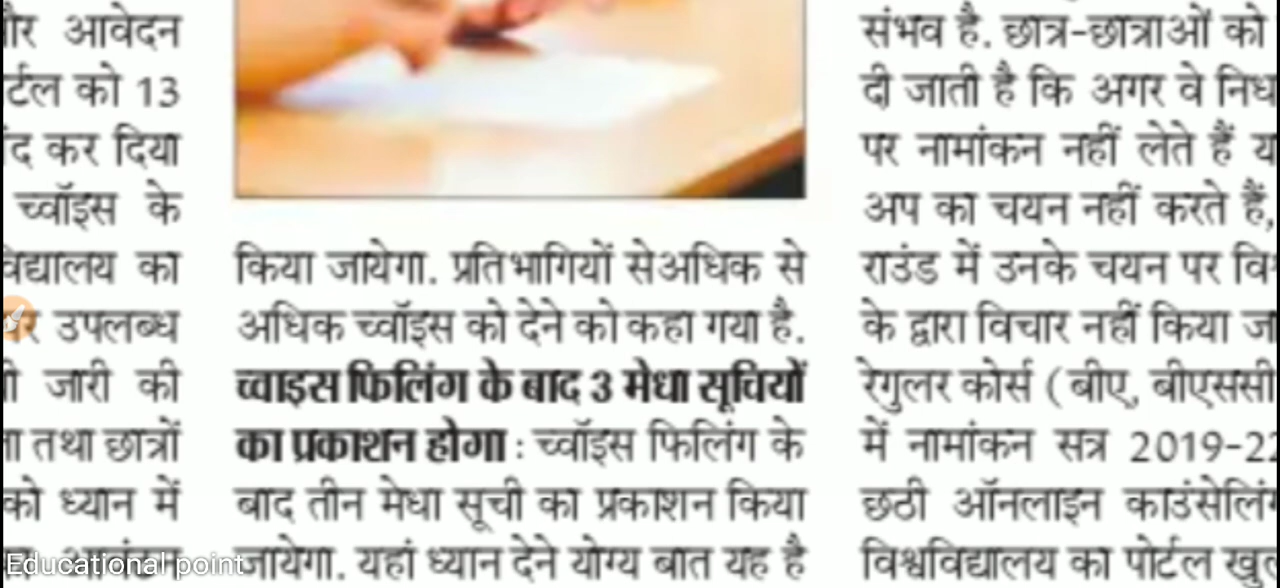 आवेदन
को 13
कर दिया
च्वॉइस के
का
उपलब्ध
जारी की
तथा छात्रों
को ध्यान में
किया जायेगा. प्रतिभागियों से अधिक से
अधिक च्वॉइस को देने को कहा गया है.
च्वाइस फिलिंग के बाद 3 मेधा सूचियों
का प्रकाशन होगा : च्वॉइस फिलिंग के
बाद तीन मेधा सूची का प्रकाशन किया
जायेगा. यहां ध्यान देने योग्य बात यह है
संभव है. छात्र-छात्राओं को
दी जाती है कि अगर वे
पर नामांकन नहीं लेते हैं
अप का चयन नहीं करते हैं,
राउंड में उनके चयन पर
के द्वारा विचार नहीं किया
रेगुलर कोर्स (बीए, बीएससी
में नामांकन सत्र 2019-22
छठी ऑनलाइन
विश्वविद्यालय का पोर्टल
Educational point